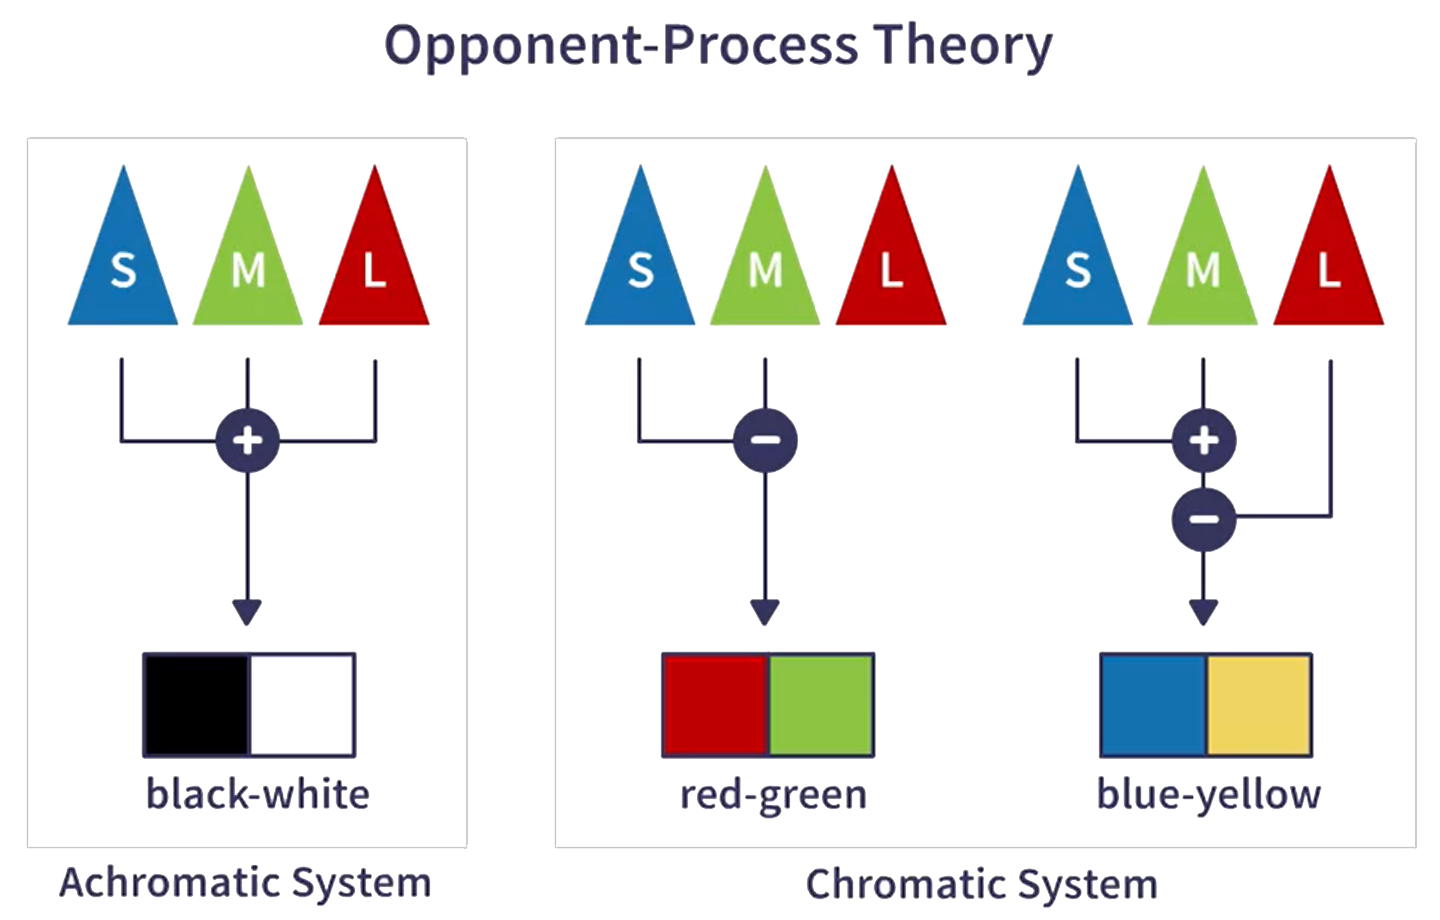 Opponent-Process Theory
S M L
S M L
S M L
+
−
+
−
black-white
red-green
blue-yellow
Achromatic System
Chromatic System